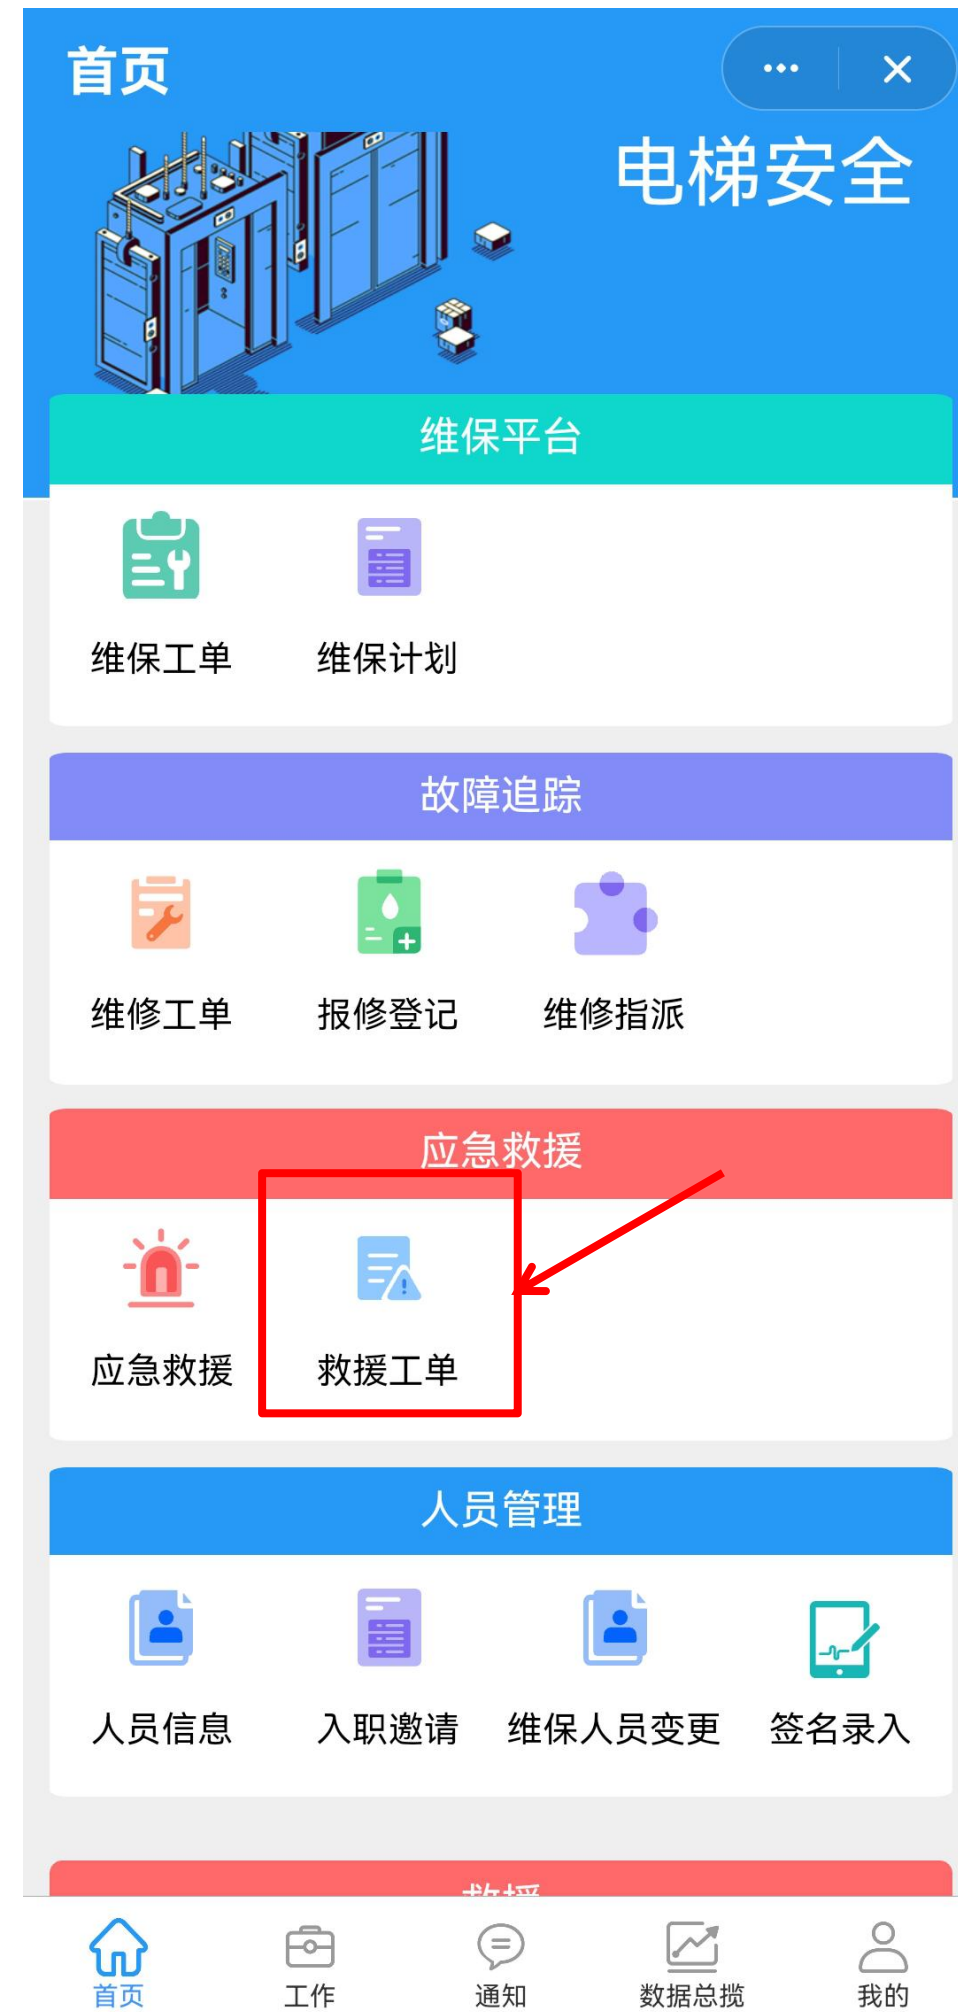 首页
电梯安全
维保平台
维保工单 维保计划
故障追踪
维修工单 报修登记 维修指派
应急救援
应急救援 救援工单
人员管理
人员信息 入职邀请 维保人员变更 签名录入
救援
首页 工作 通知 数据总揽 我的